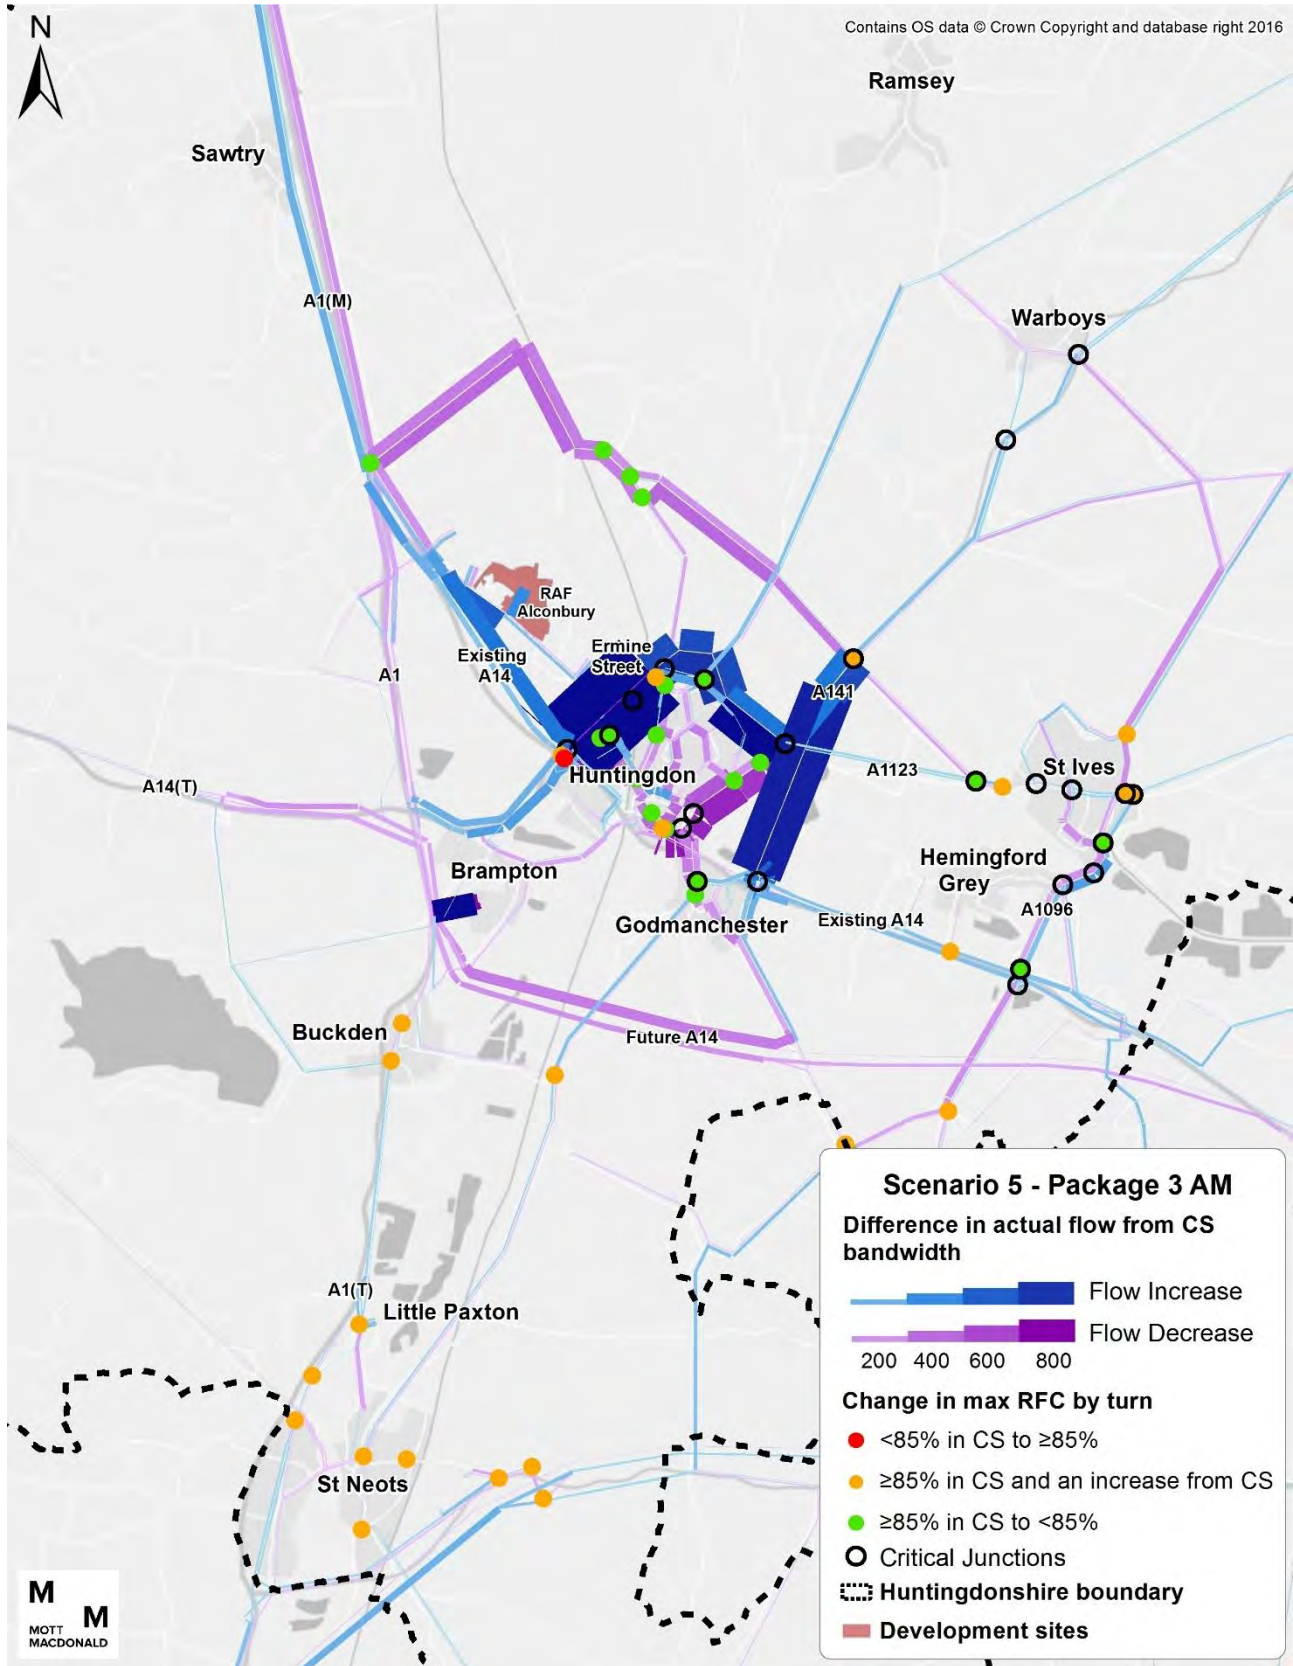 Contains OS data © Crown Copyright and database right 2016
N
Ramsey
Sawtry
A1(M)
Warboys
RAF
Alconbury
Ermine
Street
Existing
A14
A1
A141
A14(T)
Huntingdon
A1123
St Ives
Brampton
Hemingford
Grey
A1096
Godmanchester
Existing A14
Buckden
Future A14
A1(T)
Little Paxton
St Neots
Scenario 5 - Package 3 AM
Difference in actual flow from CS
bandwidth
Flow Increase
Flow Decrease
200 400 600 800
Change in max RFC by turn
<85% in CS to ≥85%
≥85% in CS and an increase from CS
≥85% in CS to <85%
Critical Junctions
Huntingdonshire boundary
Development sites
M
M
MOTT
MACDONALD